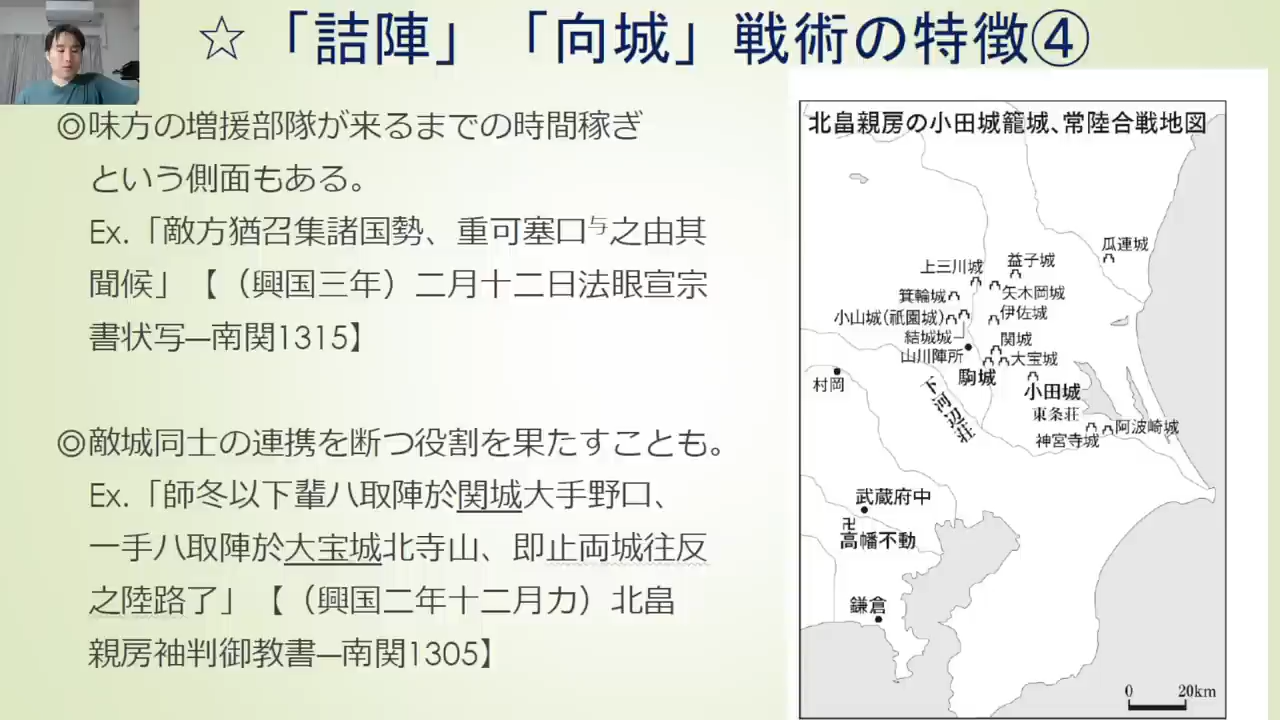 ☆「詰陣」「向城」戦術の特徴④
◎味方の増援部隊が来るまでの時間稼ぎ
という側面もある。
Ex.「敵方猶召集諸国勢、重可塞口与之由其
聞候」【（興国三年）二月十二日法眼宣宗
書状写―南関1315】
◎敵城同士の連携を断つ役割を果たすことも。
Ex.「師冬以下輩八取陣於関城大手野口、
一手八取陣於大宝城北寺山、即止両城往反
之陸路了」【（興国二年十二月カ）北畠
親房袖判御教書―南関1305】
北畠親房の小田城籠城、常陸合戦地図
瓜連城
上三川城
益子城
箕輪城
矢木岡城
小山城(祇園城)
伊佐城
結城城
関城
山川陣所
大宝城
村岡
駒城
小田城
下河辺荘
東条荘
阿波崎城
神宮寺城
武蔵府中
卍
高幡不動
鎌倉
0 20km